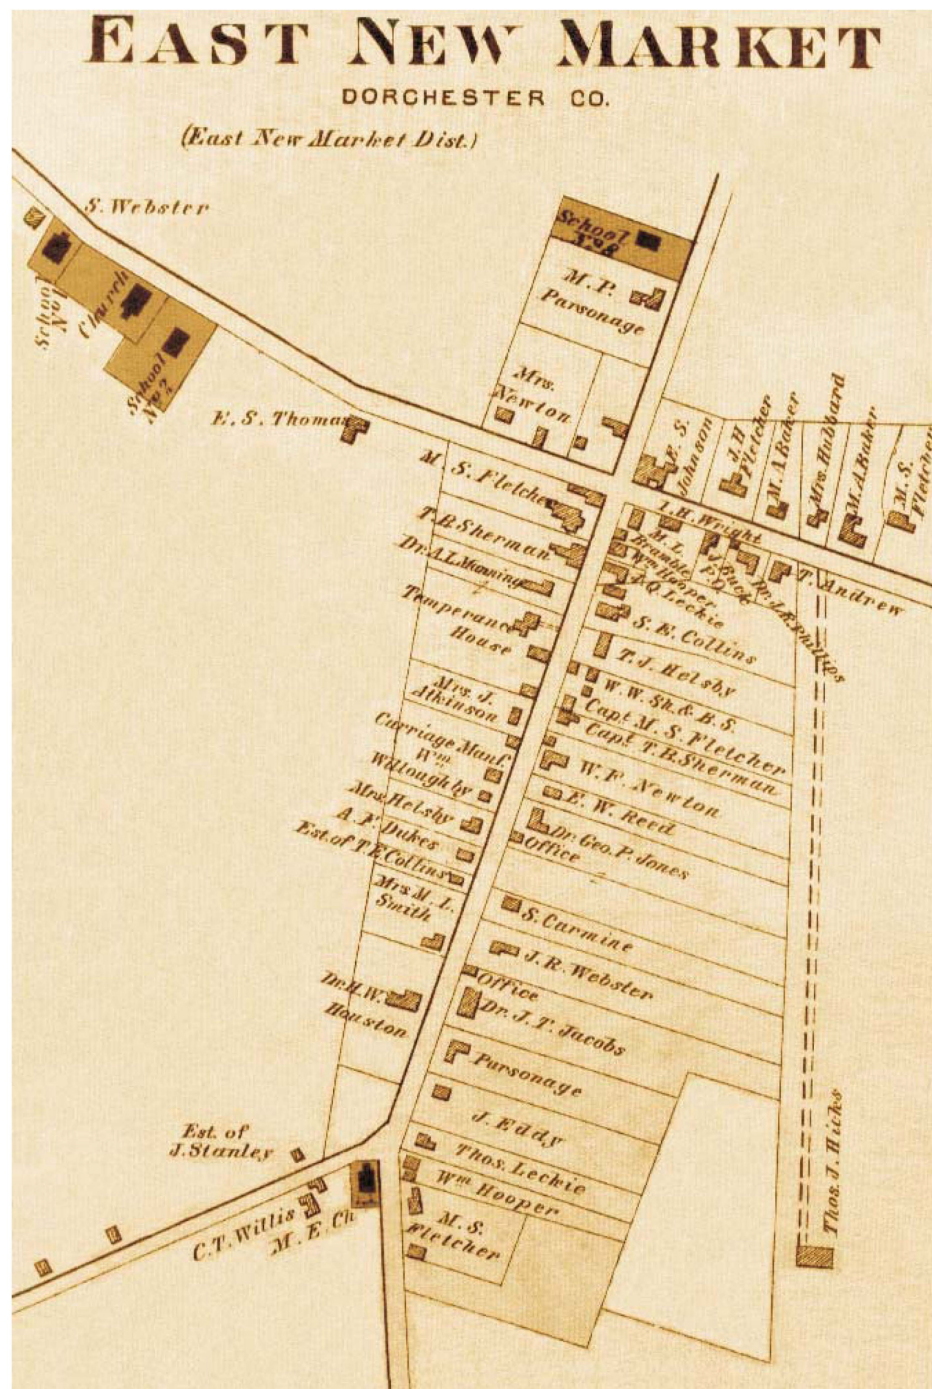 EAST NEW MARKET
DORCHESTER CO.
(East New Market Dist.)
S. Webster
School
No 1
Church
School
No 2
School
No 8
M. P.
Parsonage
Mrs.
Newton
E. S. Thomas
E. S.
Johnson
J. H
Fletcher
M. A Baker
Mrs. Hubbard
M. A. Baker
M. S.
Fletcher
M. S. Fletcher
T. B. Sherman
Dr. A. L. Manning
Temperance
House
Mrs. J.
Atkinson
Carriage Manf.
Wm
Willoughby
Mrs. Helsby
A. F. Dukes
Est. of T. E. Collins
Mrs M. L.
Smith
Dr. H. W.
Houston
I. H. Wright
M. L.
Bramble
Wm Hooper
J. Buck
P. O.
Leckie
Dr. J. R. Phillips
T. Andrew
S. E. Collins
T. J. Helsby
W. W. Sh. & B. S.
Capt M. S. Fletcher
Capt. T. B. Sherman
W. F. Newton
E. W. Reed
Dr. Geo. P. Jones
Office
S. Carmine
J. R. Webster
Office
Dr. J. T. Jacobs
Parsonage
J. Eddy
Thos. Leckie
Wm Hooper
M. S.
Fletcher
Est. of
J. Stanley
C. T. Willis
M. E. Ch
Thos. J. Hicks